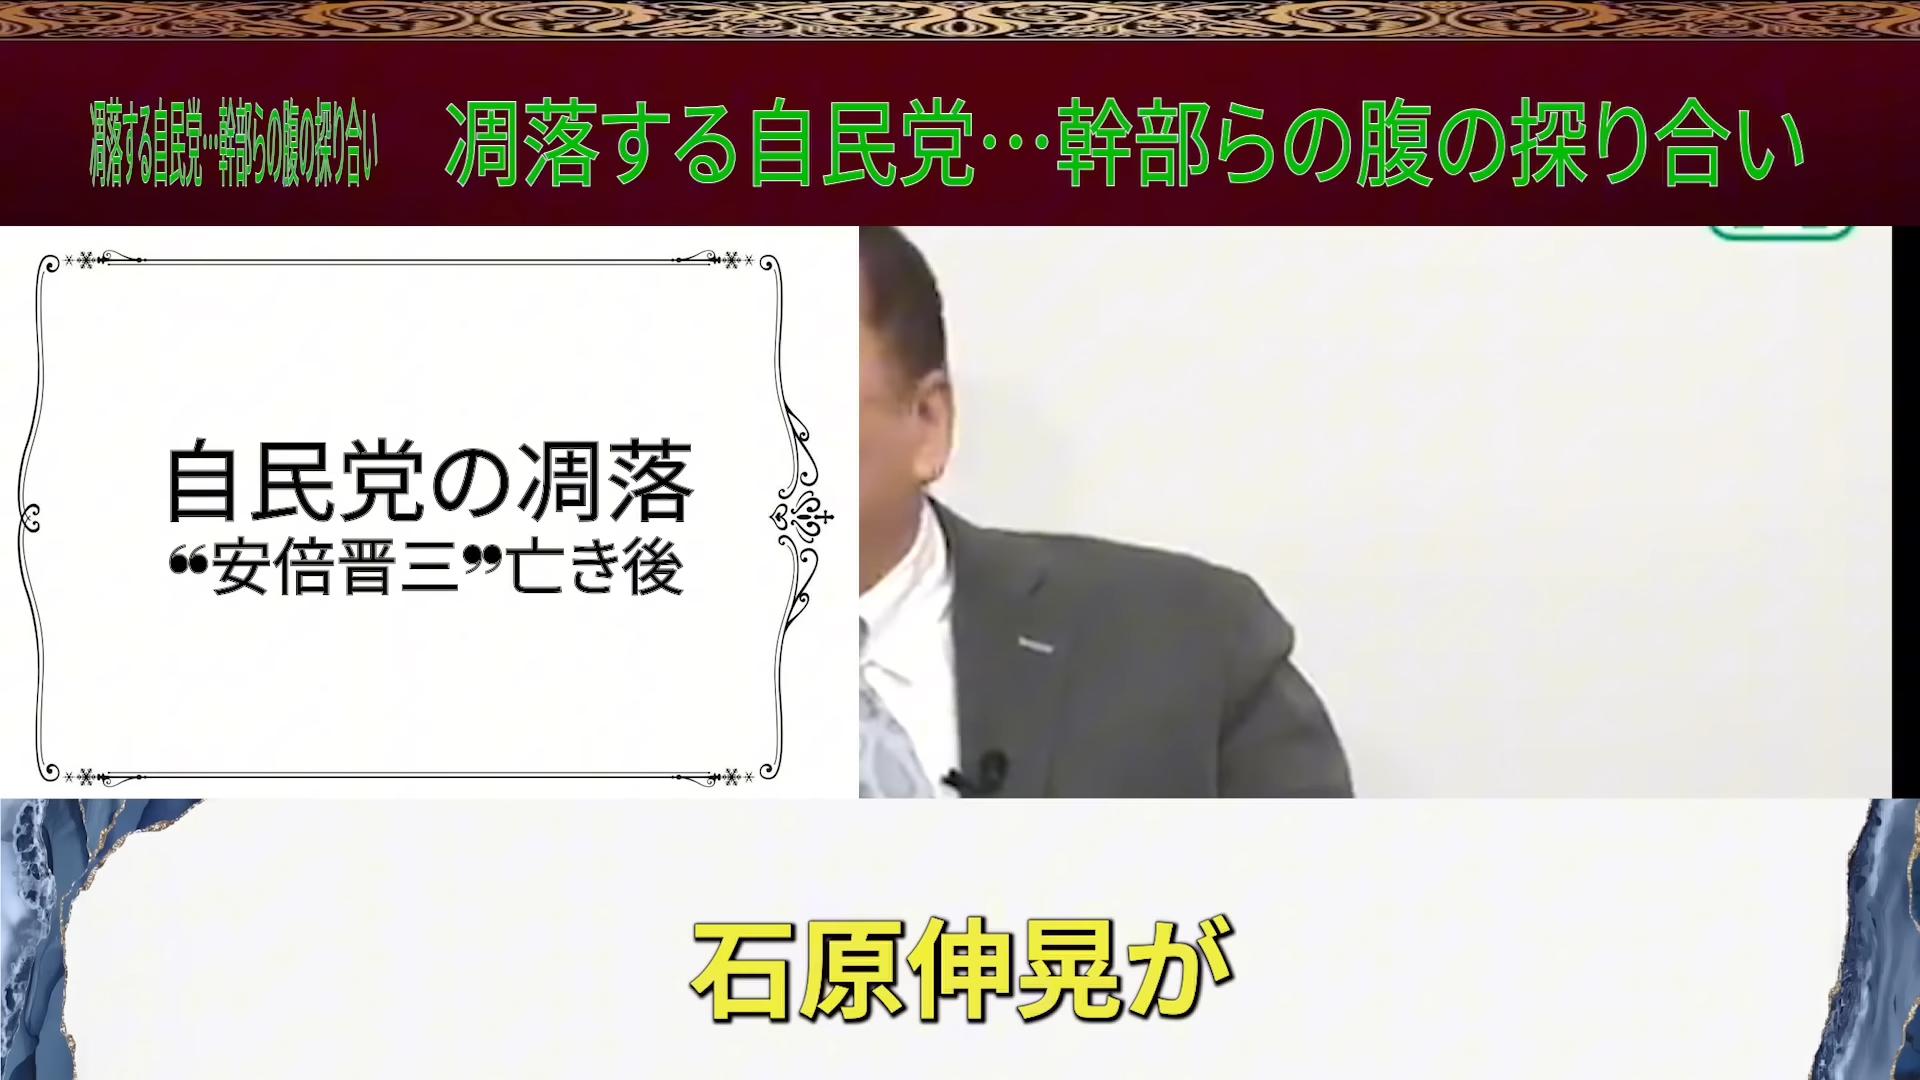 凋落する自民党…幹部らの腹の探り合い
凋落する自民党…幹部らの腹の探り合い
自民党の凋落
❝安倍晋三❞亡き後
石原伸晃が